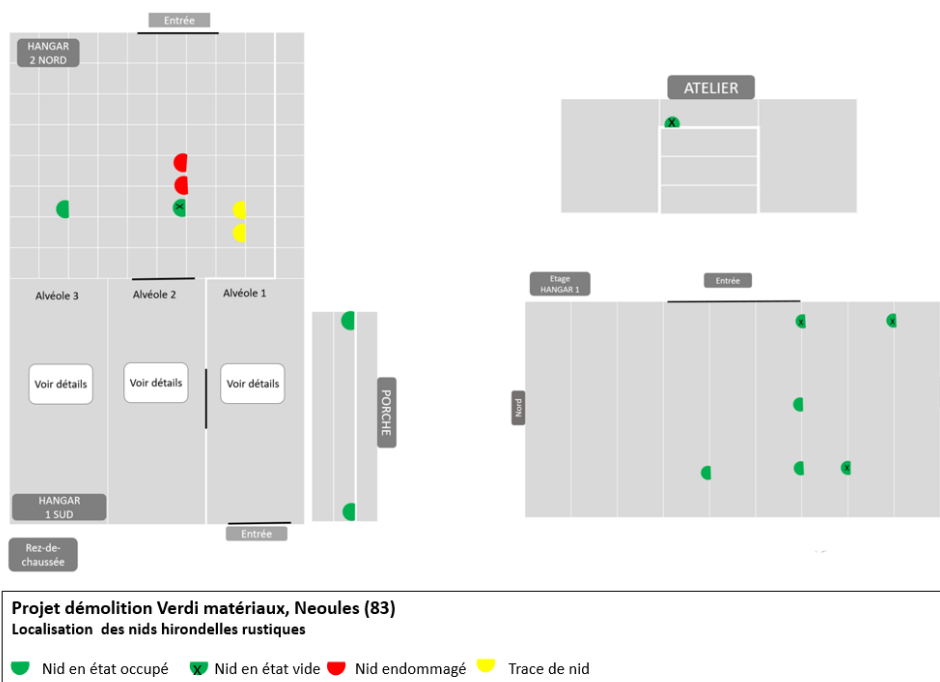 Entrée
HANGAR
2 NORD
Alvéole 3
Alvéole 2
Alvéole 1
Voir détails
Voir détails
Voir détails
HANGAR
1 SUD
Entrée
Rez-de-
chaussée
PORCHE
ATELIER
X
Etage
HANGAR 1
Entrée
Nord
X
X
X
X
Projet démolition Verdi matériaux, Neoules (83)
Localisation des nids hirondelles rustiques
Nid en état occupé
X
Nid en état vide
Nid endommagé
Trace de nid